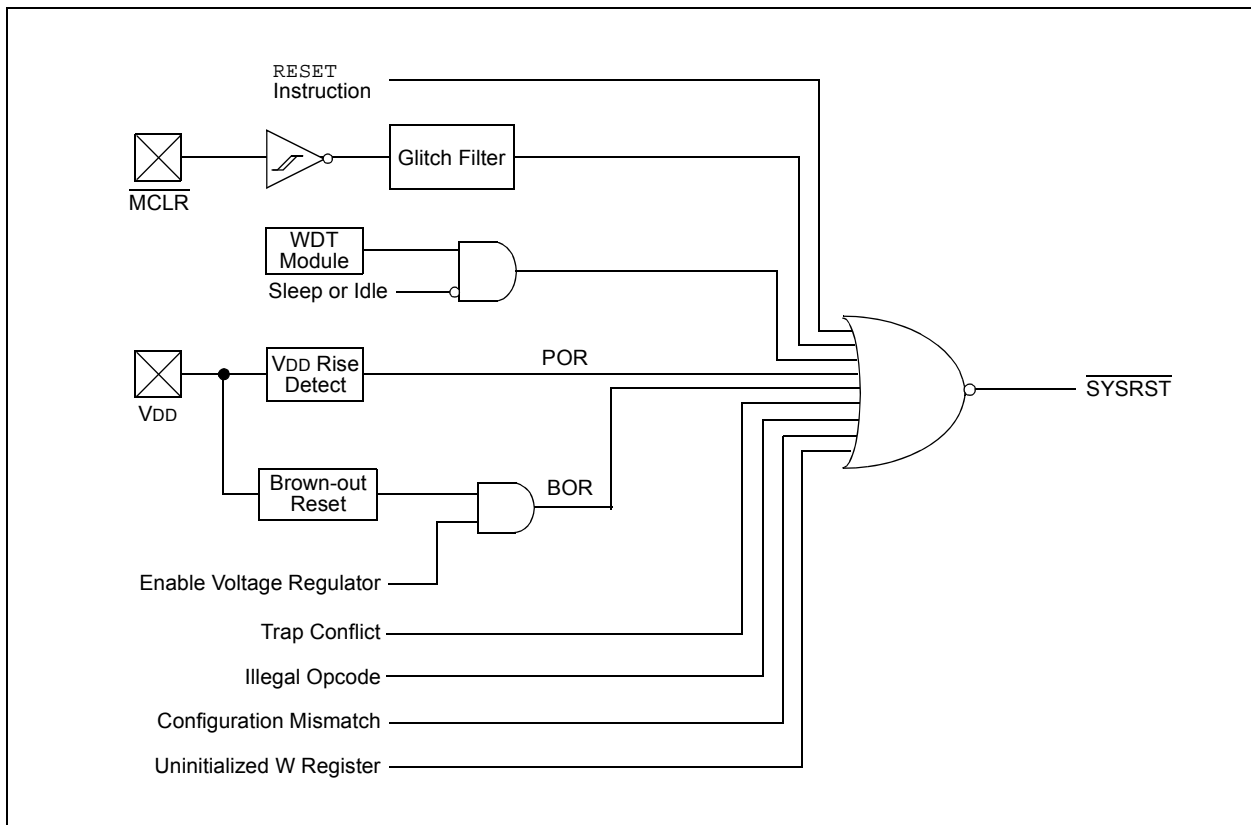 RESET
Instruction
MCLR
Glitch Filter
WDT
Module
Sleep or Idle
VDD
VDD Rise
Detect
POR
SYSRST
Brown-out
Reset
BOR
Enable Voltage Regulator
Trap Conflict
Illegal Opcode
Configuration Mismatch
Uninitialized W Register